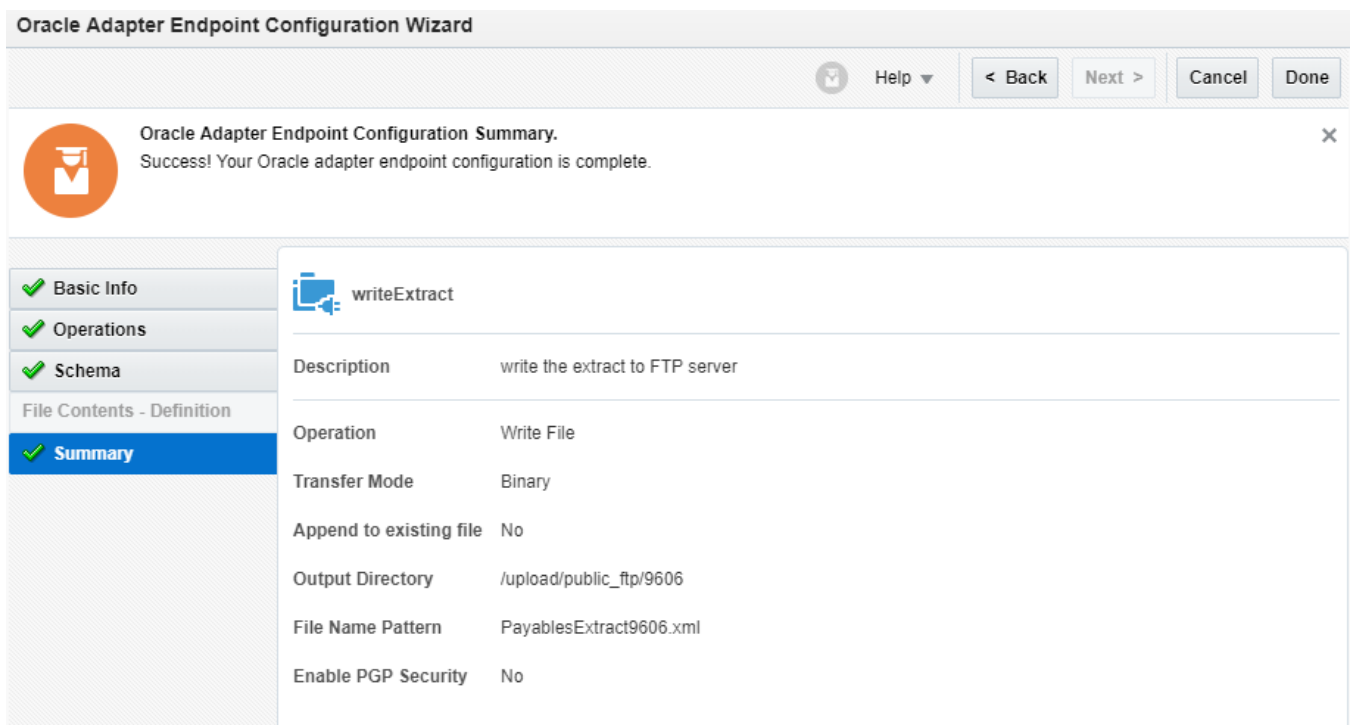 Oracle Adapter Endpoint Configuration Wizard
Help < Back Next > Cancel Done
Oracle Adapter Endpoint Configuration Summary.
Success! Your Oracle adapter endpoint configuration is complete.
Basic Info
Operations
Schema
File Contents - Definition
Summary
writeExtract
Description write the extract to FTP server
Operation Write File
Transfer Mode Binary
Append to existing file No
Output Directory /upload/public_ftp/9606
File Name Pattern PayablesExtract9606.xml
Enable PGP Security No